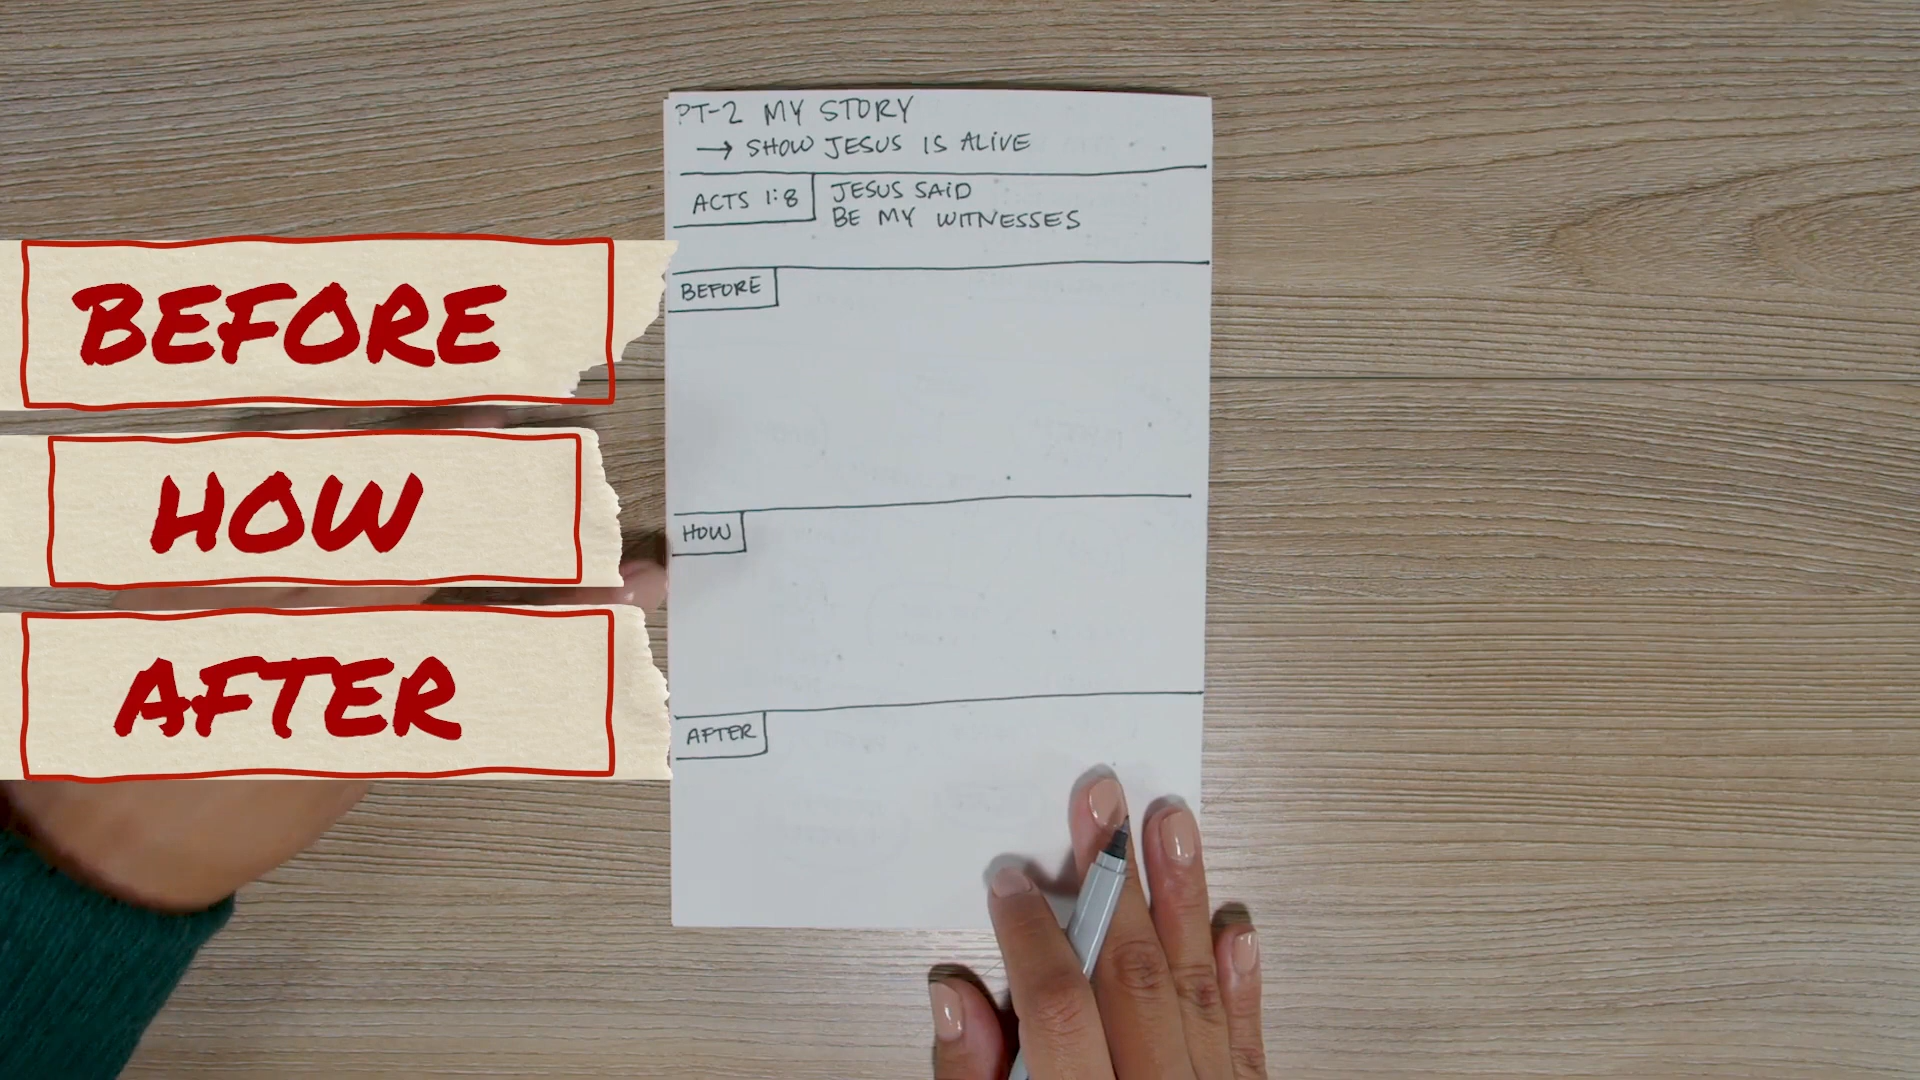 PT-2 MY STORY
→ SHOW JESUS IS ALIVE
ACTS 1:8
JESUS SAID
BE MY WITNESSES
BEFORE
HOW
AFTER
BEFORE
HOW
AFTER